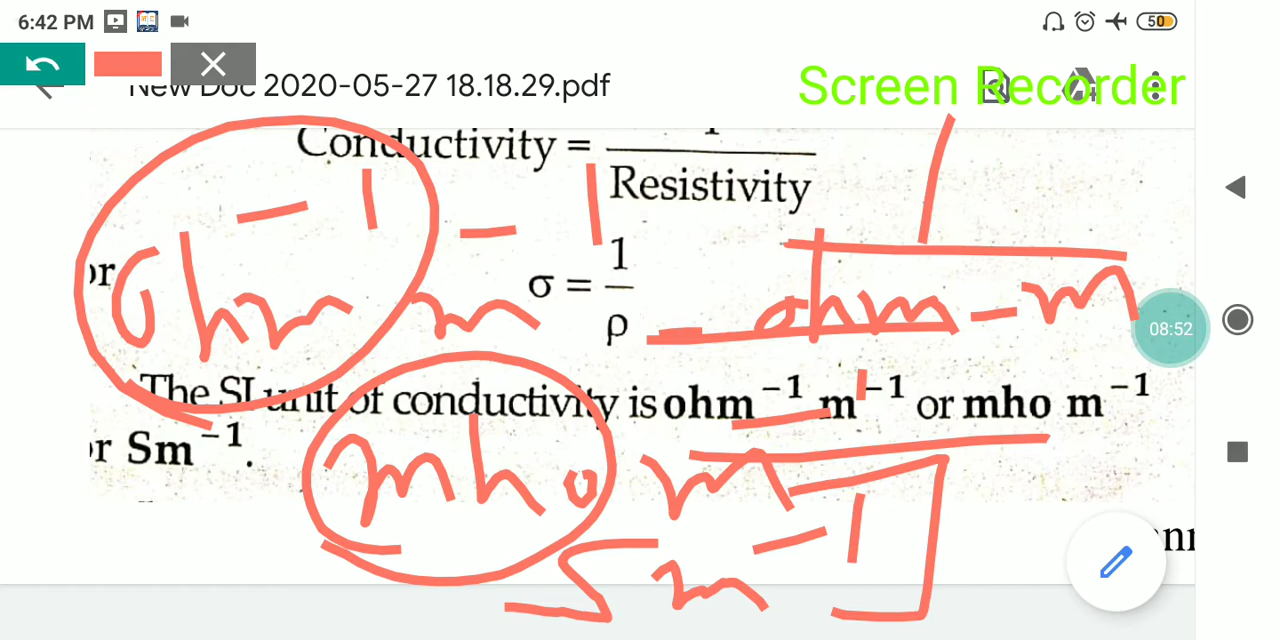 6:42 PM 50
New Doc 2020-05-27 18.18.29.pdf
Screen Recorder
Conductivity = 
Resistivity
ohm -1 m -1
σ = 1
ρ
1
ohm - m
08:52
The SI unit of conductivity is ohm⁻¹ m⁻¹ or mho m⁻¹
or Sm⁻¹.
mho m -1
Sm